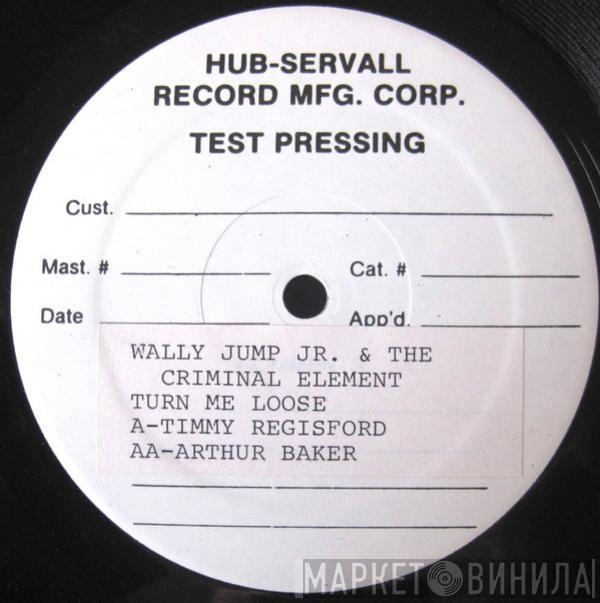 HUB-SERVALL
RECORD MFG. CORP.
TEST PRESSING
Cust.
Mast. # Cat. #
Date App'd.
WALLY JUMP JR. & THE
CRIMINAL ELEMENT
TURN ME LOOSE
A-TIMMY REGISFORD
AA-ARTHUR BAKER
МАРКЕТ ВИНИЛА